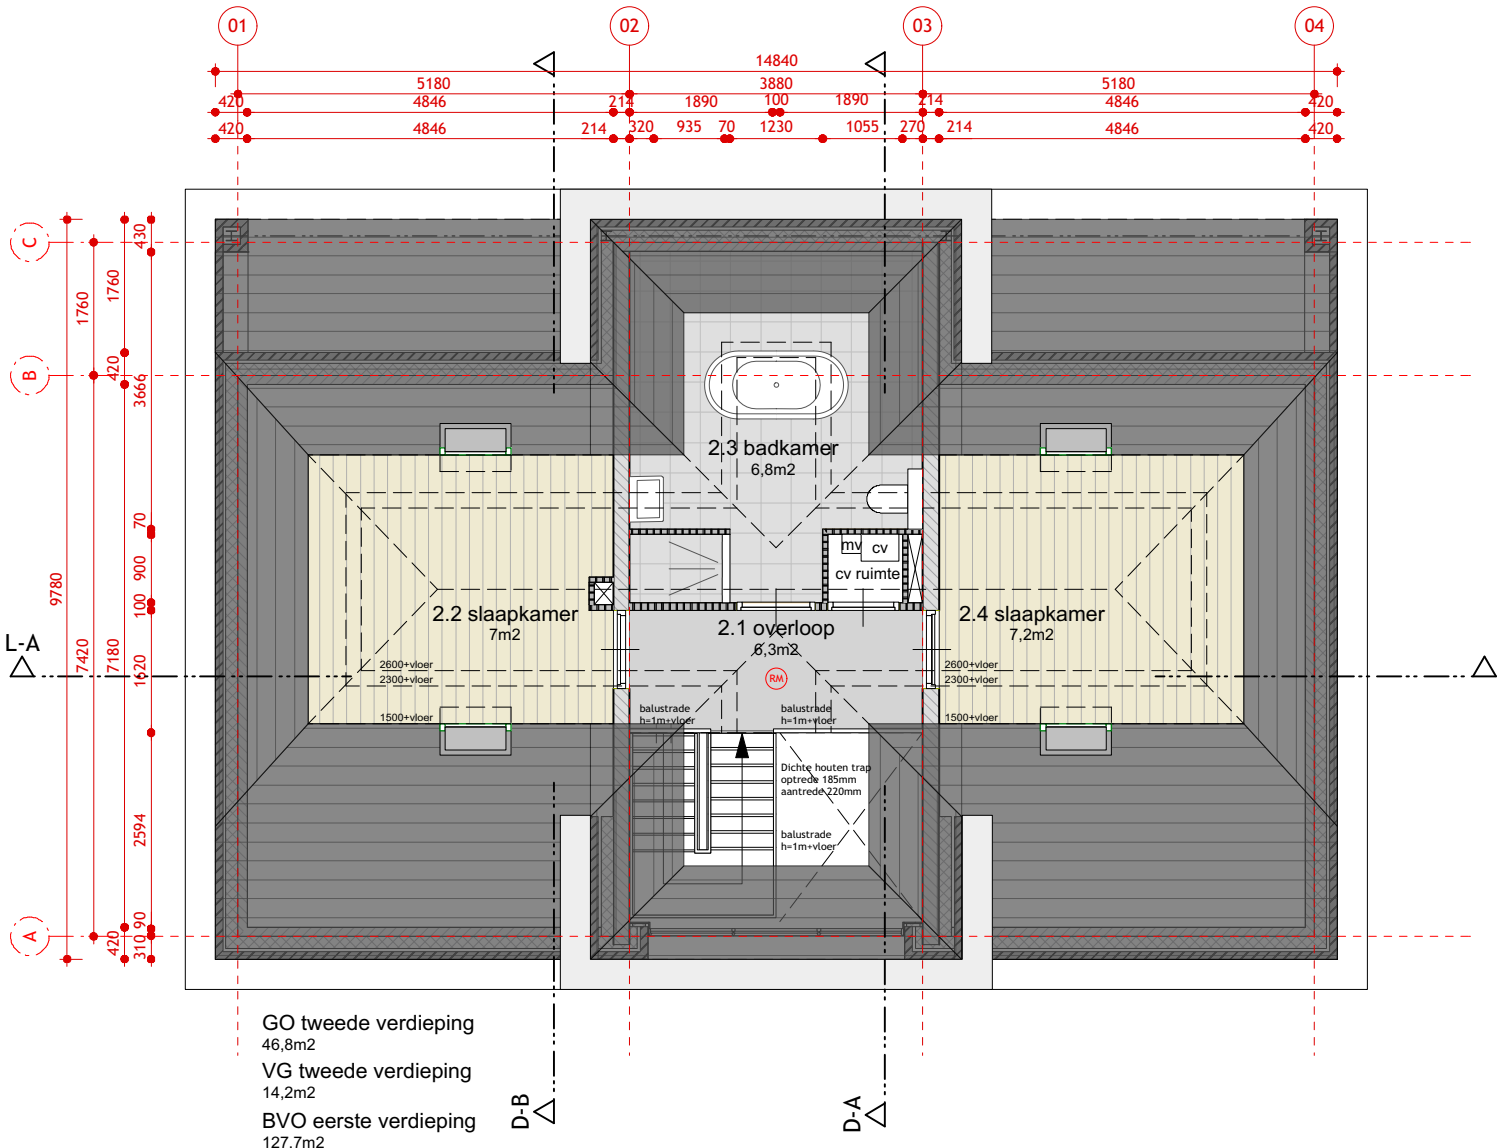 01
02
03
04
14840
5180
3880
5180
420
4846
214
1890
100
1890
214
4846
420
420
4846
214
320
935
70
1230
1055
270
214
4846
420
C
B
A
9780
1760
7420
1760
420
7180
420
430
3666
70
900
100
1620
2594
90
310
2.3 badkamer
6,8m2
mv
cv
cv ruimte
2.2 slaapkamer
7m2
2.1 overloop
6,3m2
2.4 slaapkamer
7,2m2
L-A
2600+vloer
2300+vloer
1500+vloer
2600+vloer
2300+vloer
1500+vloer
RM
balustrade
h=1m+vloer
balustrade
h=1m+vloer
Dichte houten trap
optrede 185mm
aantrede 220mm
balustrade
h=1m+vloer
GO tweede verdieping
46,8m2
VG tweede verdieping
14,2m2
BVO eerste verdieping
127,7m2
D-B
D-A